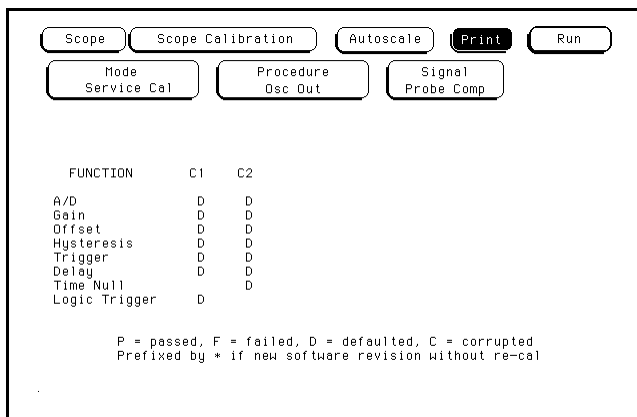 Scope Scope Calibration Autoscale Print Run
Mode Procedure Signal
Service Cal Osc Out Probe Comp
FUNCTION C1 C2
A/D D D
Gain D D
Offset D D
Hysteresis D D
Trigger D D
Delay D D
Time Null D
Logic Trigger D
P = passed, F = failed, D = defaulted, C = corrupted
Prefixed by * if new software revision without re-cal